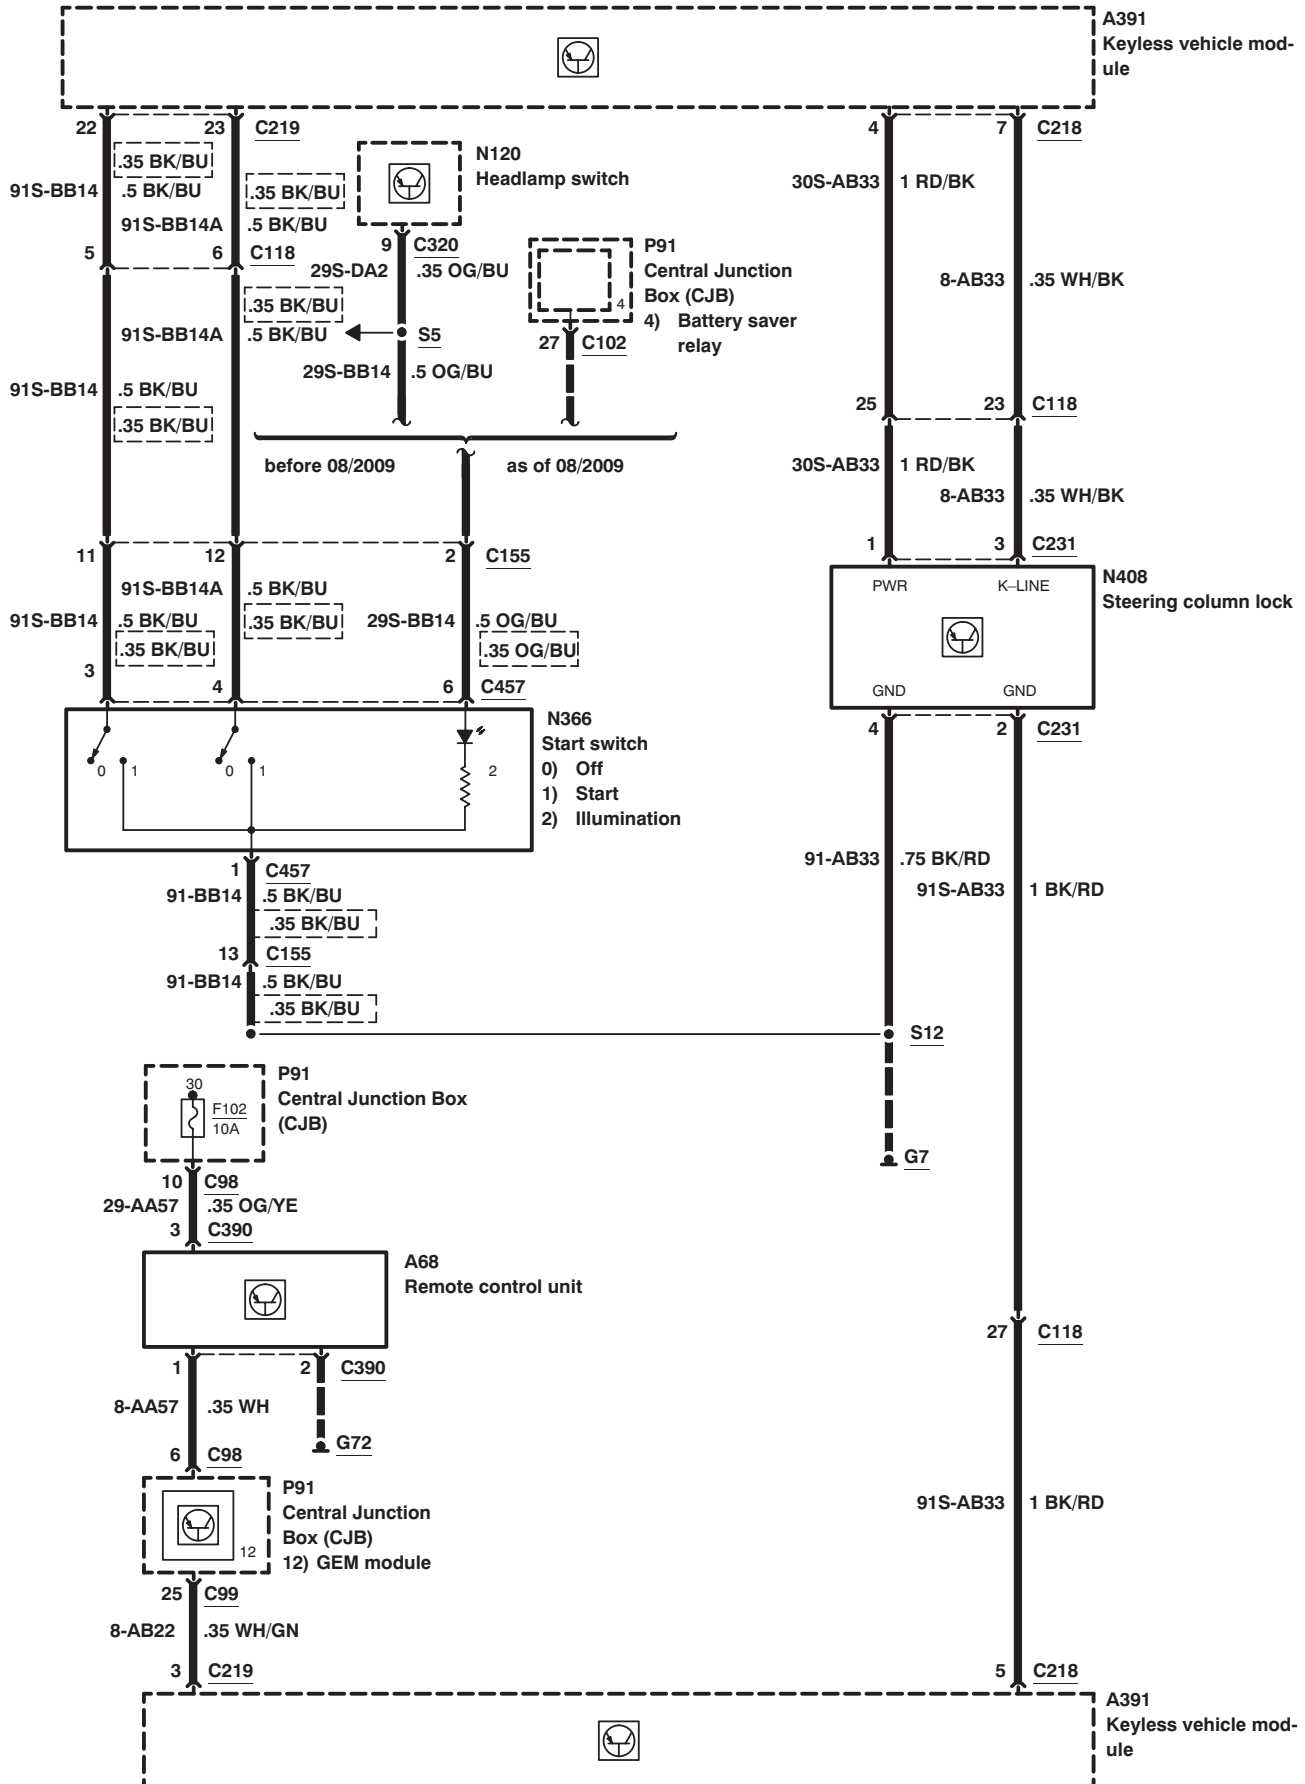 A391
Keyless vehicle mod-
ule
22
23
C219
4
7
C218
.35 BK/BU
N120
Headlamp switch
91S-BB14
.5 BK/BU
.35 BK/BU
30S-AB33
1 RD/BK
91S-BB14A
.5 BK/BU
5
6
C118
9
C320
29S-DA2
.35 OG/BU
P91
Central Junction
Box (CJB)
4) Battery saver
relay
4
8-AB33
.35 WH/BK
.35 BK/BU
91S-BB14A
.5 BK/BU
S5
27
C102
29S-BB14
.5 OG/BU
91S-BB14
.5 BK/BU
.35 BK/BU
25
23
C118
before 08/2009
as of 08/2009
30S-AB33
1 RD/BK
8-AB33
.35 WH/BK
11
12
2
C155
1
3
C231
91S-BB14A
.5 BK/BU
PWR
K–LINE
N408
Steering column lock
91S-BB14
.5 BK/BU
.35 BK/BU
29S-BB14
.5 OG/BU
.35 BK/BU
.35 OG/BU
3
4
6
C457
GND
GND
N366
Start switch
0) Off
1) Start
2) Illumination
4
2
C231
0
1
0
1
2
1
C457
91-AB33
.75 BK/RD
91-BB14
.5 BK/BU
91S-AB33
1 BK/RD
.35 BK/BU
13
C155
91-BB14
.5 BK/BU
.35 BK/BU
S12
P91
Central Junction Box
(CJB)
30
F102
10A
G7
10
C98
29-AA57
.35 OG/YE
3
C390
A68
Remote control unit
27
C118
1
2
C390
8-AA57
.35 WH
G72
6
C98
P91
Central Junction
Box (CJB)
12) GEM module
12
91S-AB33
1 BK/RD
25
C99
8-AB22
.35 WH/GN
3
C219
5
C218
A391
Keyless vehicle mod-
ule